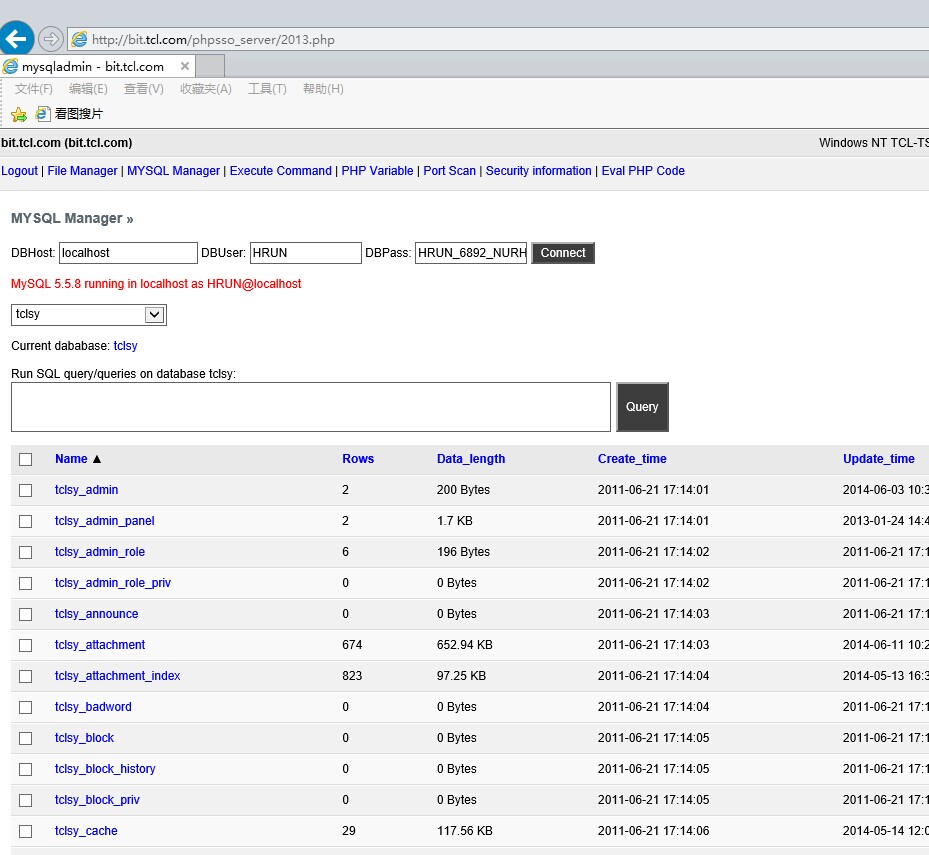 http://bit.tcl.com/phpsso_server/2013.php
mysqladmin - bit.tcl.com
文件(F) 编辑(E) 查看(V) 收藏夹(A) 工具(T) 帮助(H)
看图搜片
bit.tcl.com (bit.tcl.com) Windows NT TCL-TS
Logout | File Manager | MYSQL Manager | Execute Command | PHP Variable | Port Scan | Security information | Eval PHP Code
MYSQL Manager »
DBHost: localhost DBUser: HRUN DBPass: HRUN_6892_NURH Connect
MySQL 5.5.8 running in localhost as HRUN@localhost
tclsy
Current dababase: tclsy
Run SQL query/queries on database tclsy:
Query
Name ▲ Rows Data_length Create_time Update_time
tclsy_admin 2 200 Bytes 2011-06-21 17:14:01 2014-06-03 10:3
tclsy_admin_panel 2 1.7 KB 2011-06-21 17:14:01 2013-01-24 14:4
tclsy_admin_role 6 196 Bytes 2011-06-21 17:14:02 2011-06-21 17:1
tclsy_admin_role_priv 0 0 Bytes 2011-06-21 17:14:02 2011-06-21 17:1
tclsy_announce 0 0 Bytes 2011-06-21 17:14:03 2011-06-21 17:1
tclsy_attachment 674 652.94 KB 2011-06-21 17:14:03 2014-06-11 10:2
tclsy_attachment_index 823 97.25 KB 2011-06-21 17:14:04 2014-05-13 16:3
tclsy_badword 0 0 Bytes 2011-06-21 17:14:04 2011-06-21 17:1
tclsy_block 0 0 Bytes 2011-06-21 17:14:05 2011-06-21 17:1
tclsy_block_history 0 0 Bytes 2011-06-21 17:14:05 2011-06-21 17:1
tclsy_block_priv 0 0 Bytes 2011-06-21 17:14:05 2011-06-21 17:1
tclsy_cache 29 117.56 KB 2011-06-21 17:14:06 2014-05-14 12:0